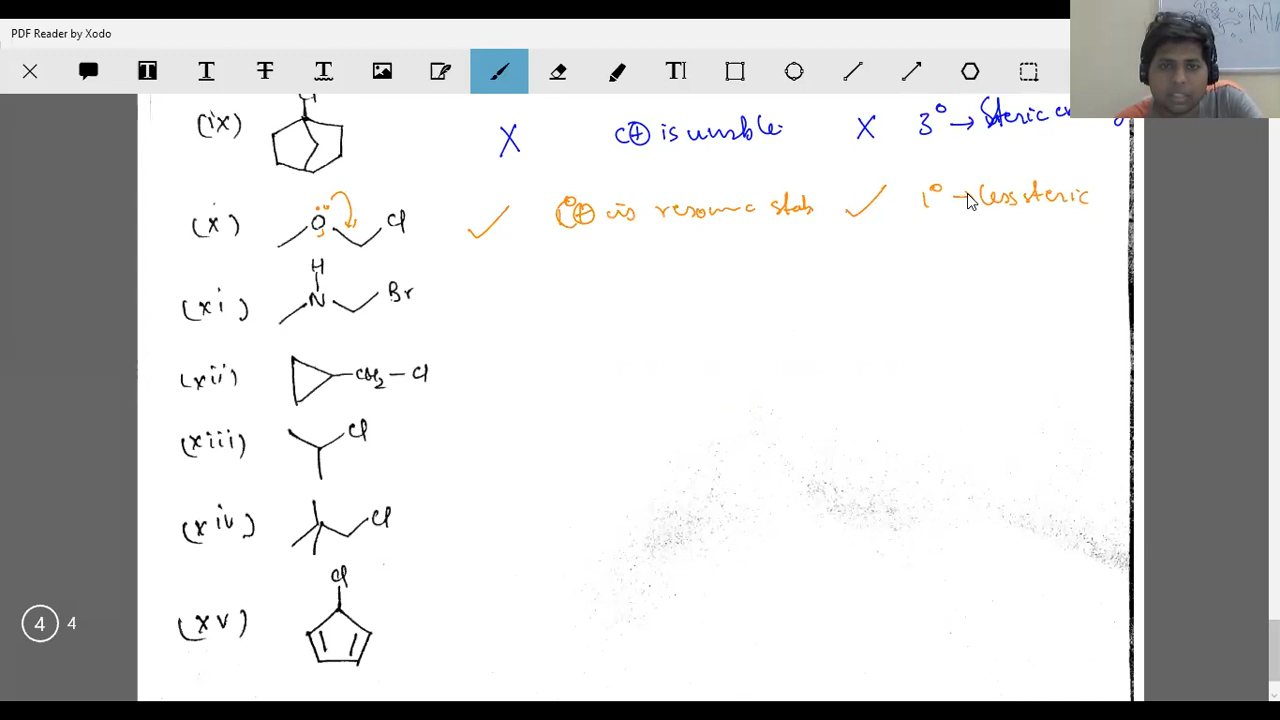 PDF Reader by Xodo
(ix) X C⊕ is unstable X 3° → Steric
(x) O Cl ✓ C⊕ is resonance stab ✓ 1° → less steric
H
(xi) N Br
(xii) CH₂ – Cl
(xiii) Cl
(xiv) Cl
Cl
(xv)
4 4